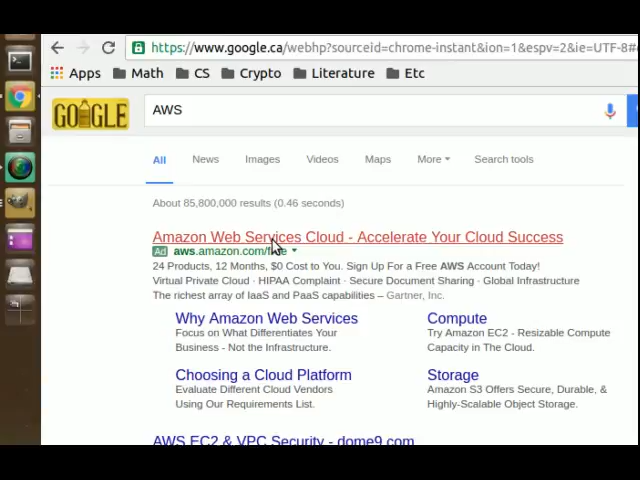 https://www.google.ca/webhp?sourceid=chrome-instant&ion=1&espv=2&ie=UTF-8#
Apps Math CS Crypto Literature Etc
GOOGLE AWS
All News Images Videos Maps More Search tools
About 85,800,000 results (0.46 seconds)
Amazon Web Services Cloud - Accelerate Your Cloud Success
Ad aws.amazon.com/free
24 Products, 12 Months, $0 Cost to You. Sign Up For a Free AWS Account Today!
Virtual Private Cloud · HIPAA Complaint · Secure Document Sharing · Global Infrastructure
The richest array of IaaS and PaaS capabilities – Gartner, Inc.
Why Amazon Web Services
Focus on What Differentiates Your
Business - Not the Infrastructure.
Compute
Try Amazon EC2 - Resizable Compute
Capacity in The Cloud.
Choosing a Cloud Platform
Evaluate Different Cloud Vendors
Using Our Requirements List.
Storage
Amazon S3 Offers Secure, Durable, &
Highly-Scalable Object Storage.
AWS EC2 & VPC Security - dome9.com